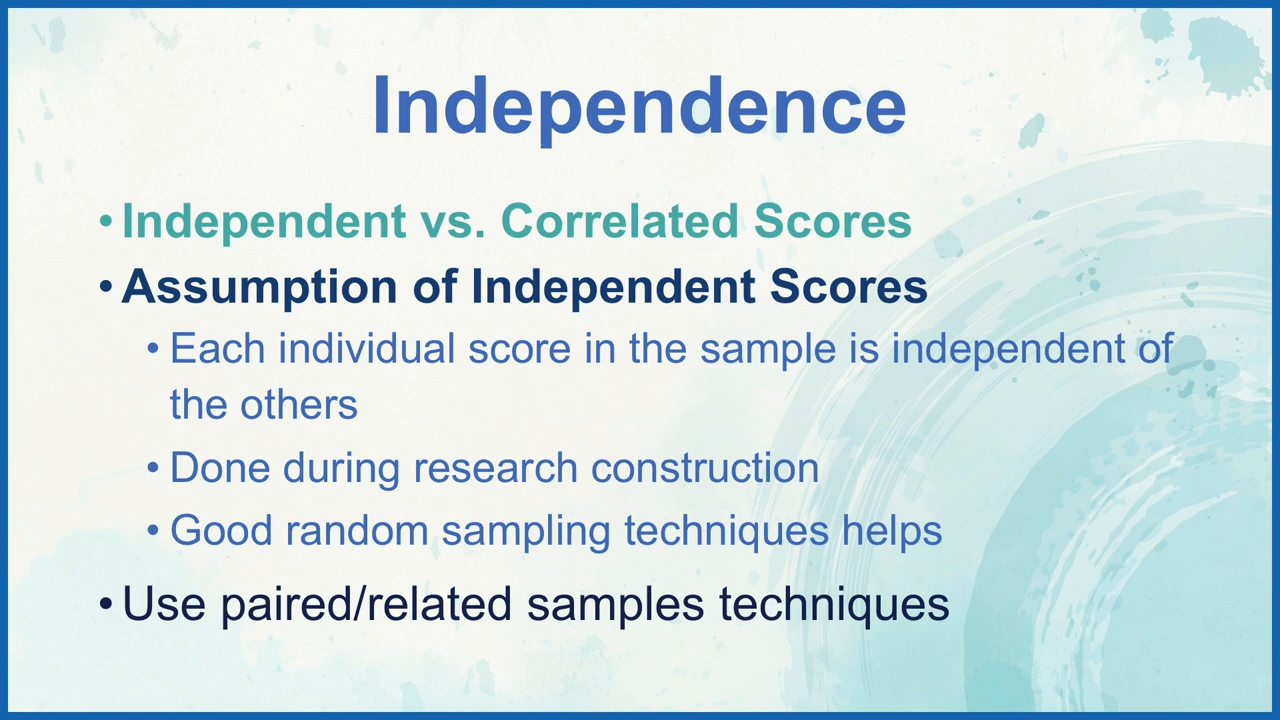 Independence
• Independent vs. Correlated Scores
• Assumption of Independent Scores
• Each individual score in the sample is independent of
the others
• Done during research construction
• Good random sampling techniques helps
• Use paired/related samples techniques